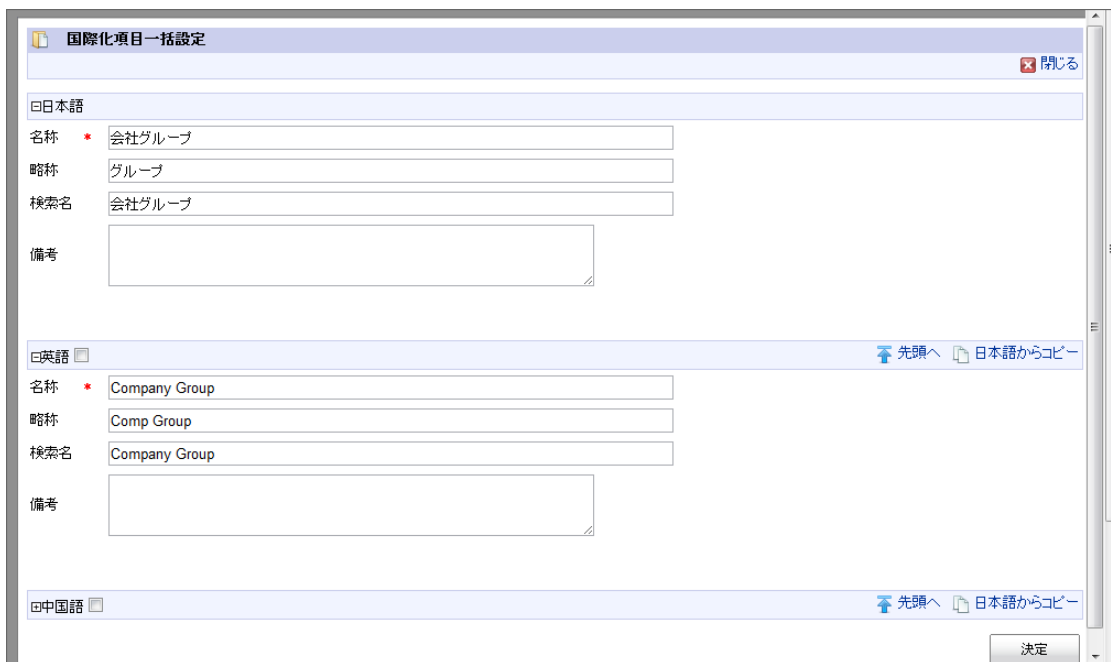 国際化項目一括設定
閉じる
日本語
名称 * 会社グループ
略称 グループ
検索名 会社グループ
備考
英語 先頭へ 日本語からコピー
名称 * Company Group
略称 Comp Group
検索名 Company Group
備考
中国語 先頭へ 日本語からコピー
決定